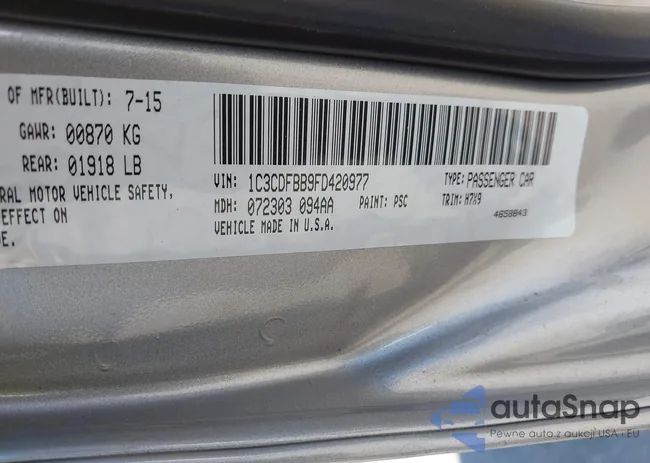 OF MFR(BUILT): 7-15
GAWR: 00870 KG
REAR: 01918 LB
RAL MOTOR VEHICLE SAFETY,
EFFECT ON
E.
VIN: 1C3CDFBB9FD420977 TYPE: PASSENGER CAR
MDH: 072303 094AA PAINT: PSC TRIM: H7X9
VEHICLE MADE IN U.S.A. 4658843
autaSnap
Pewne auta z aukcji USA i EU